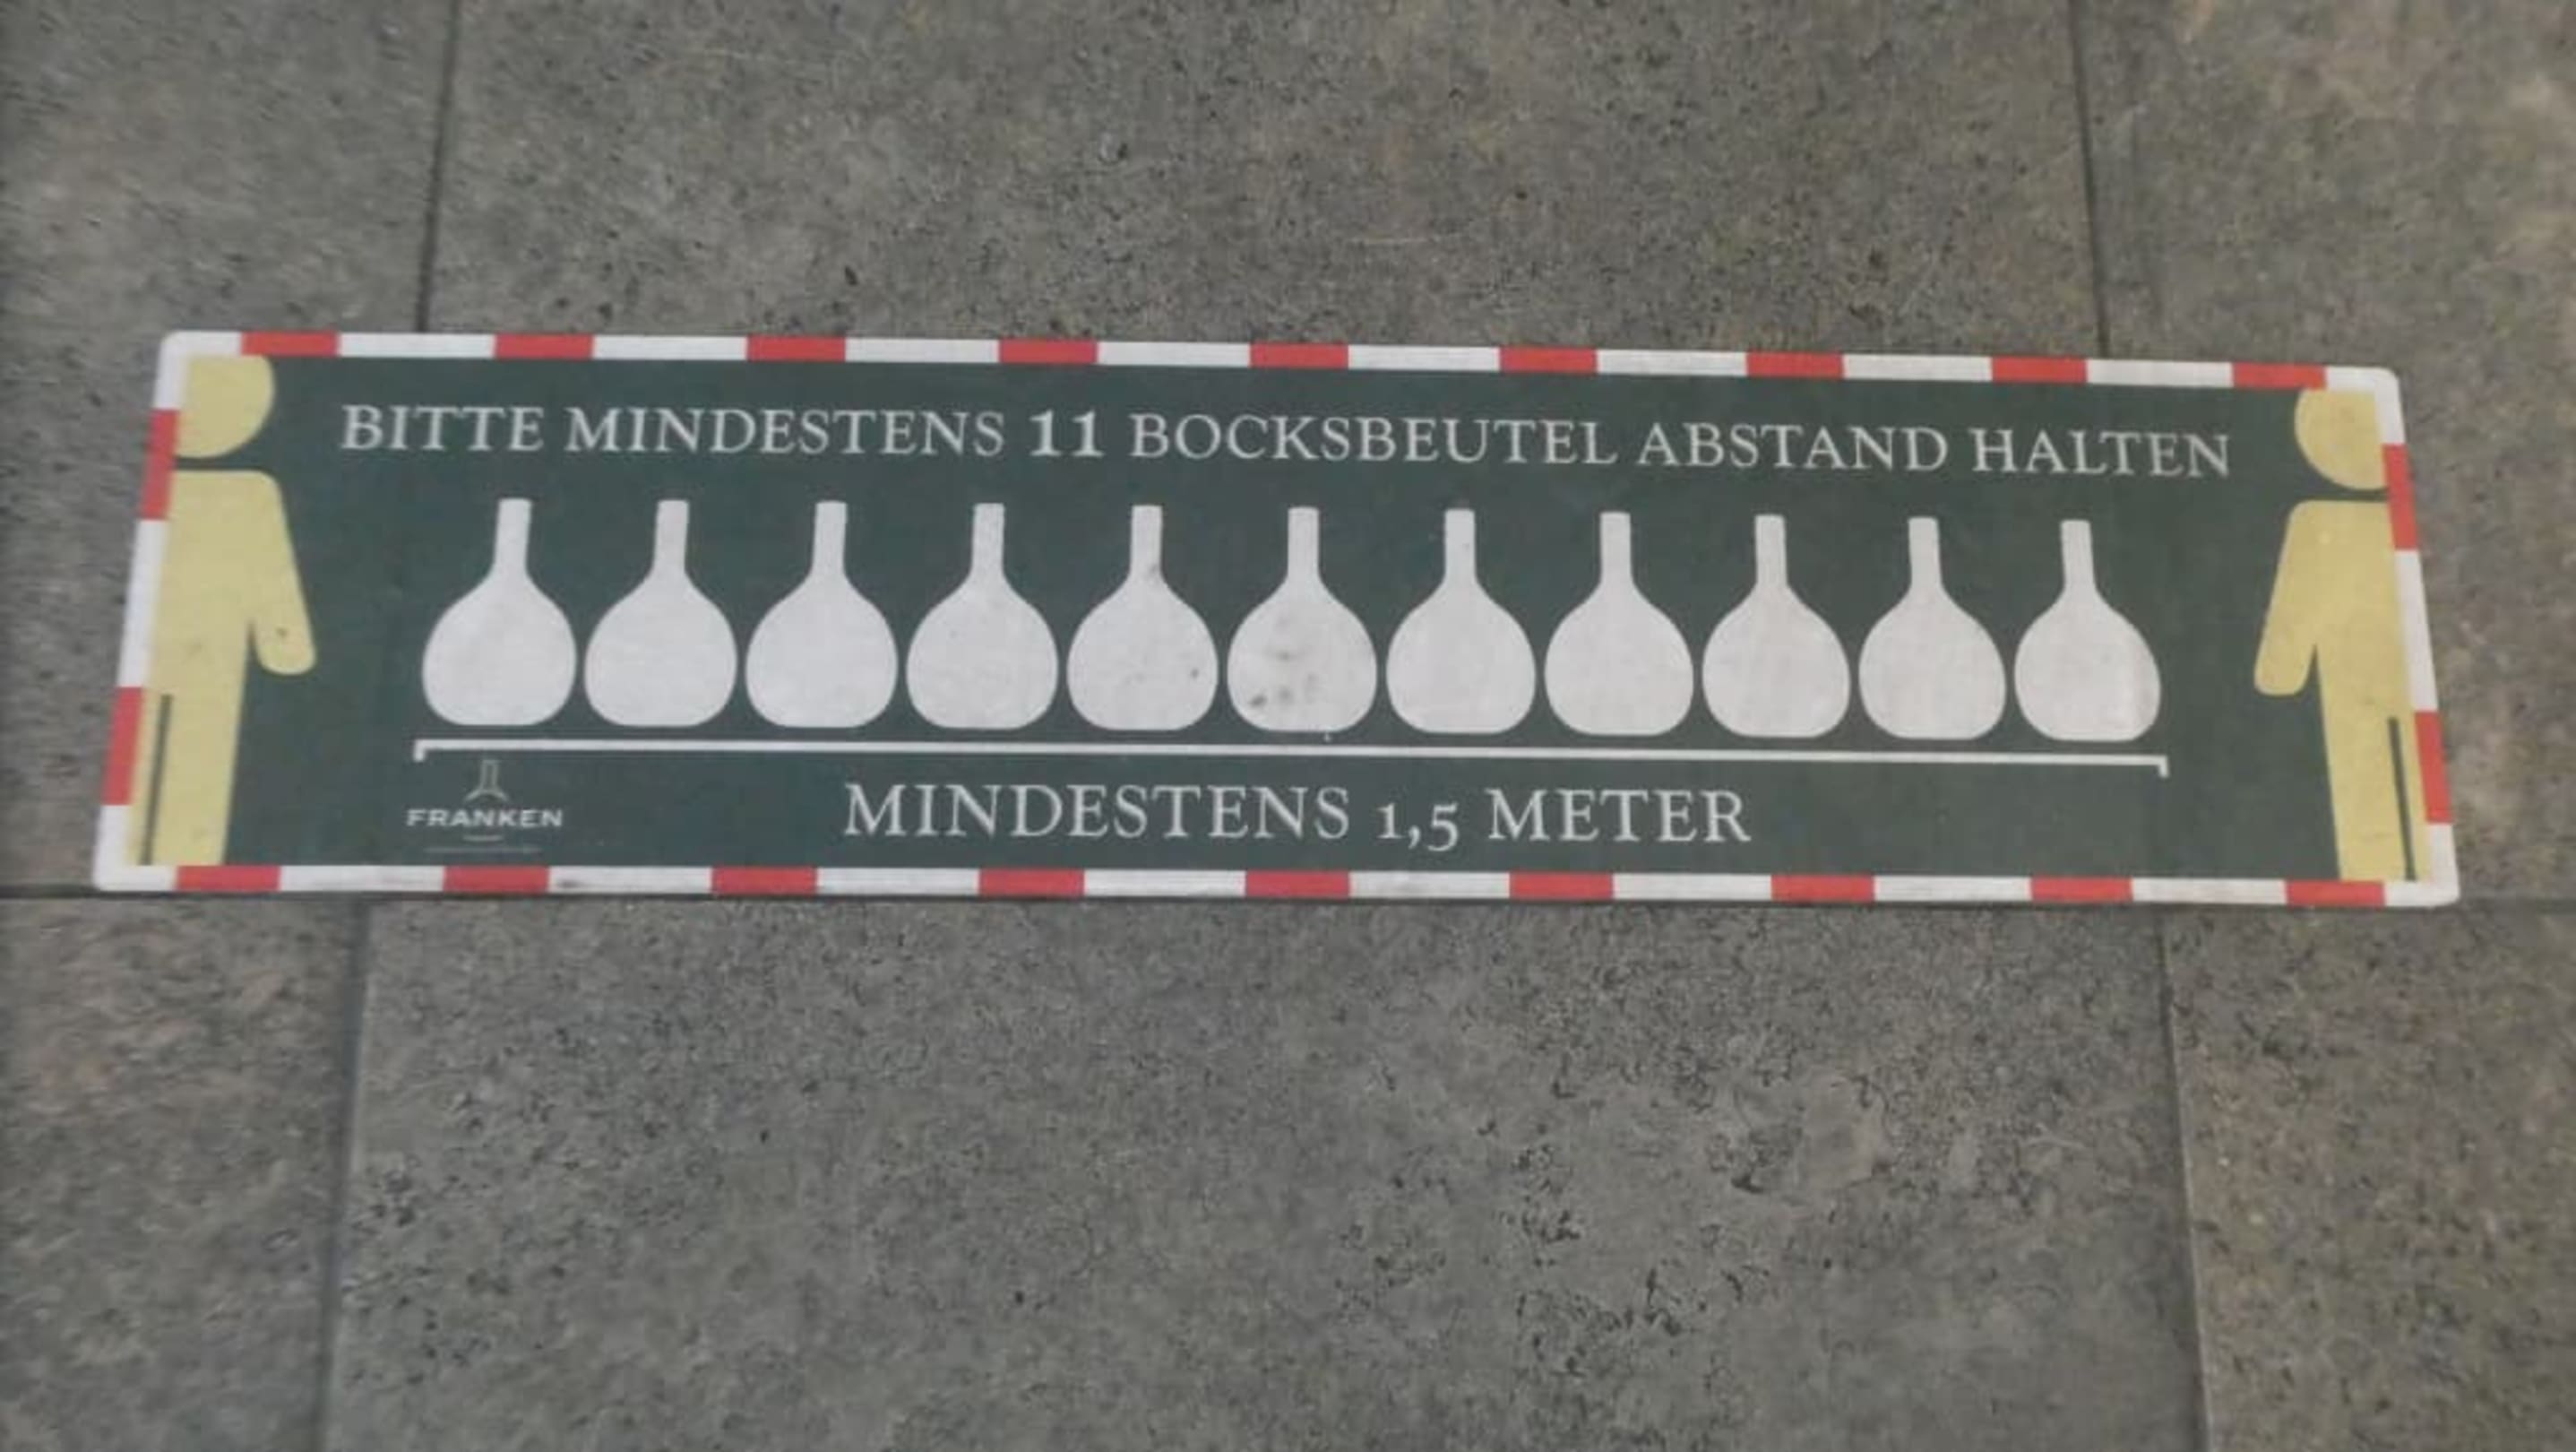 BITTE MINDESTENS 11 BOCKSBEUTEL ABSTAND HALTEN
FRANKEN
MINDESTENS 1,5 METER